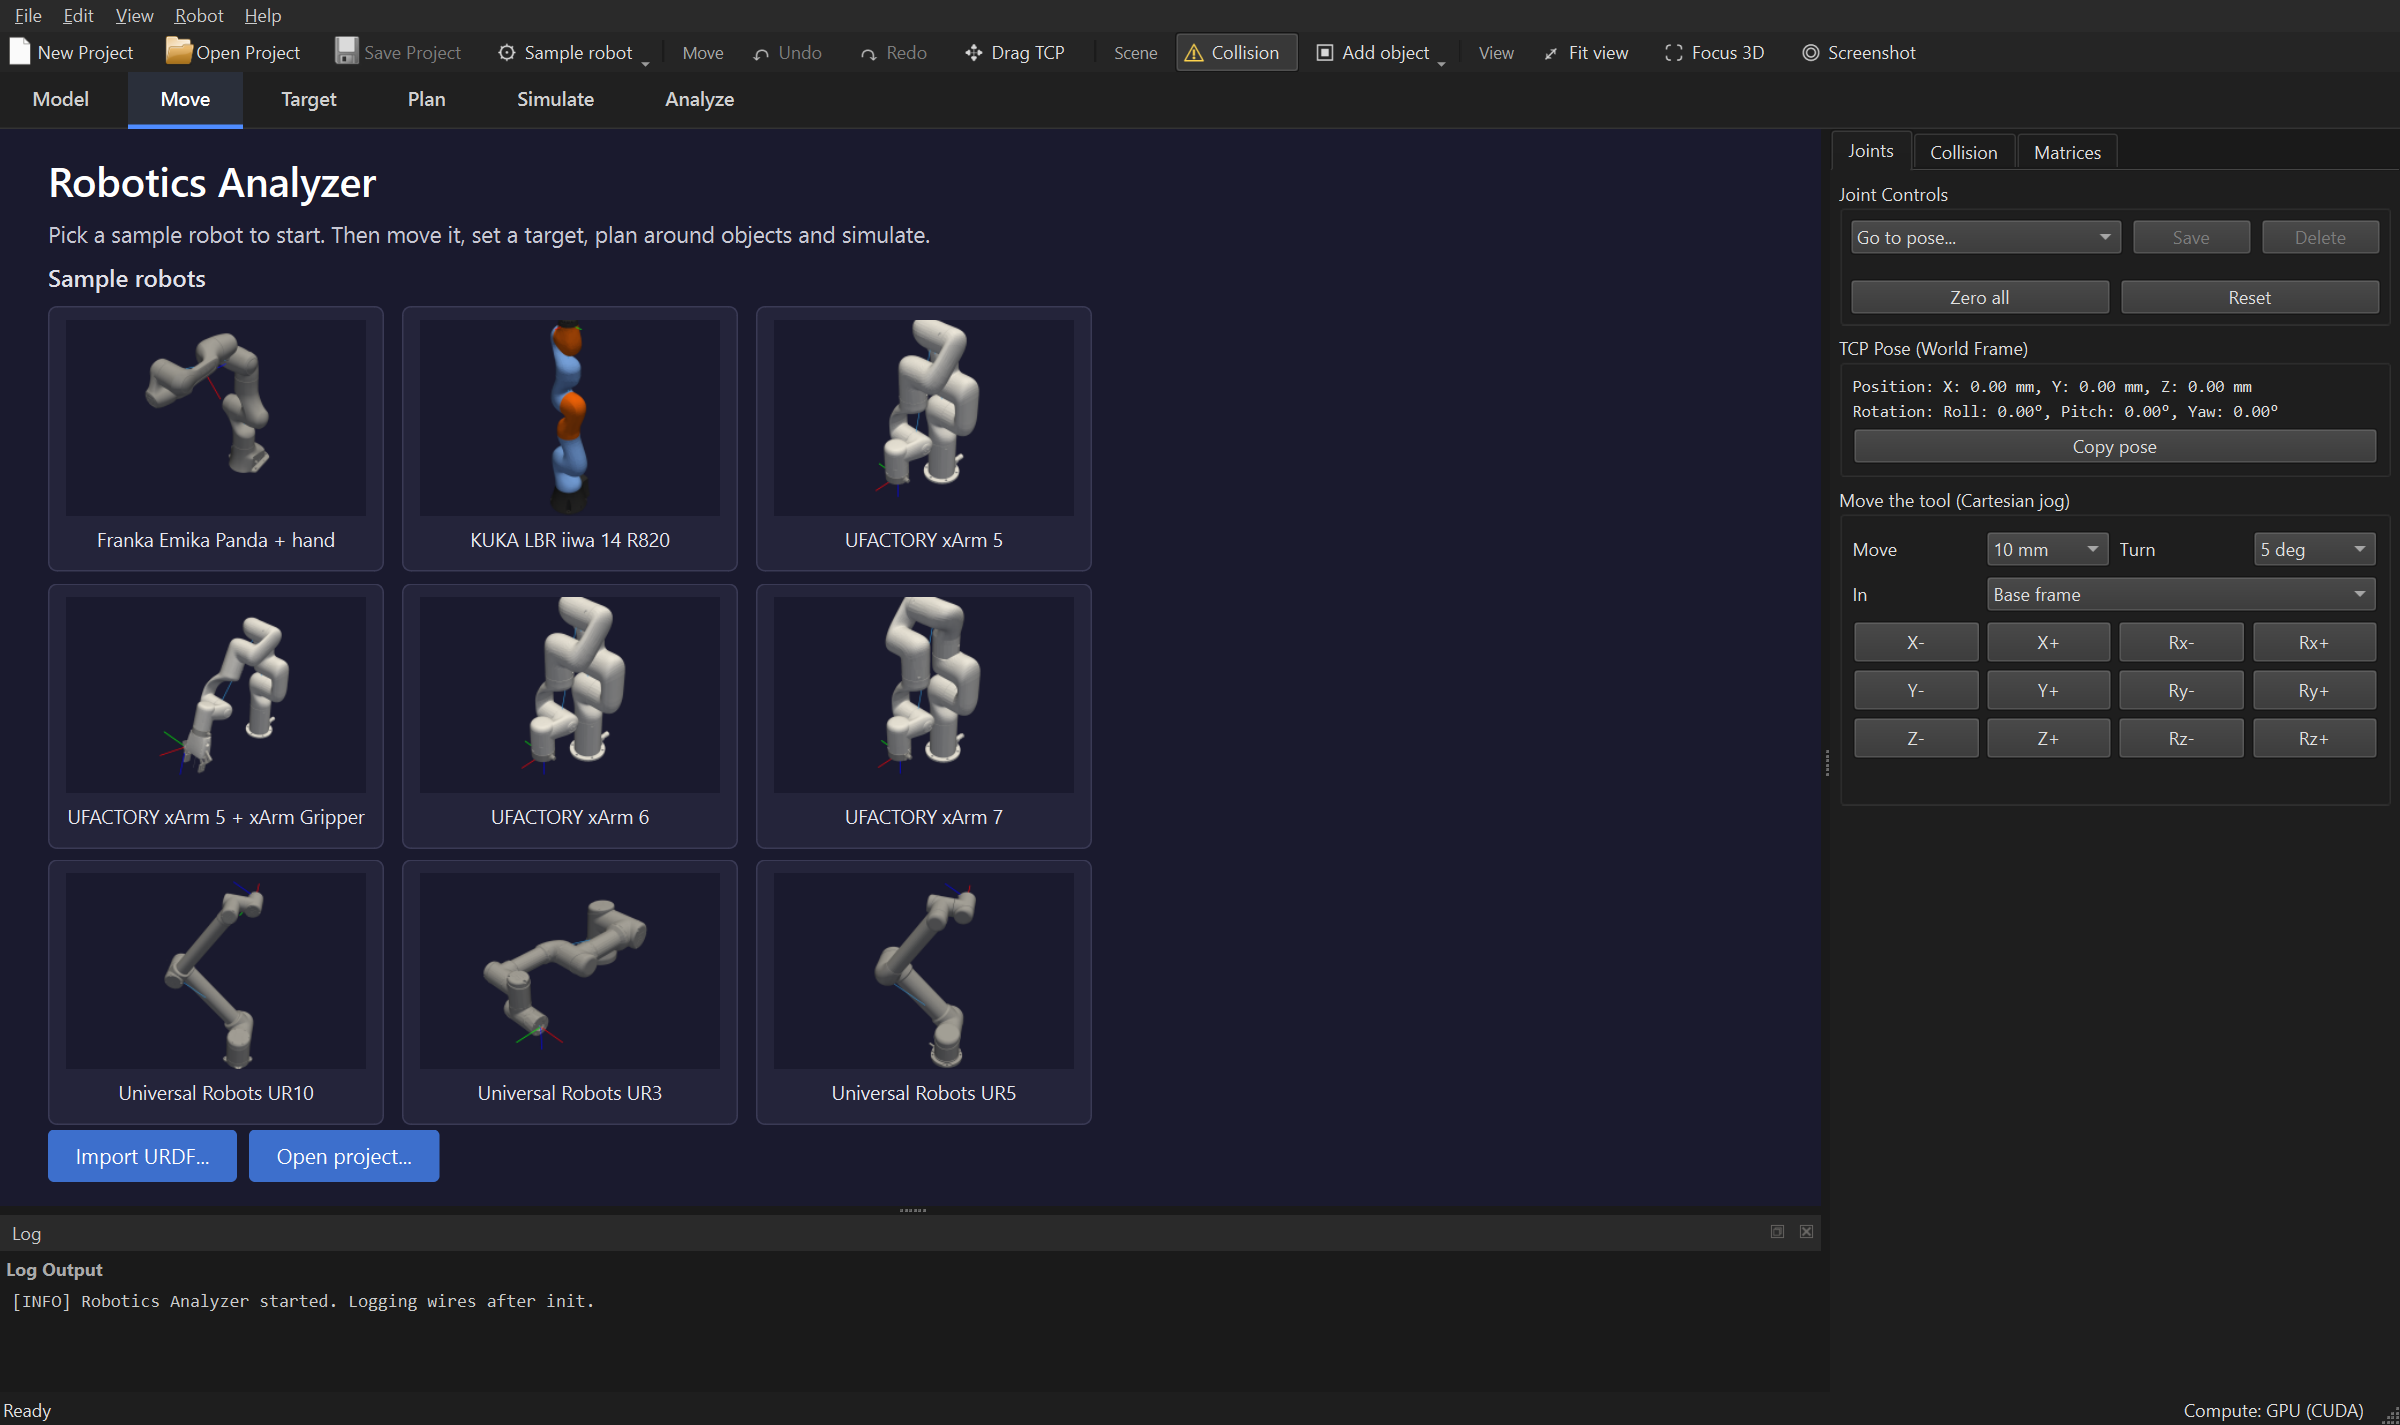 File Edit View Robot Help
New Project Open Project Save Project Sample robot Move Undo Redo Drag TCP Scene Collision Add object View Fit view Focus 3D Screenshot
Model Move Target Plan Simulate Analyze
Robotics Analyzer
Pick a sample robot to start. Then move it, set a target, plan around objects and simulate.
Sample robots
Franka Emika Panda + hand
KUKA LBR iiwa 14 R820
UFACTORY xArm 5
UFACTORY xArm 5 + xArm Gripper
UFACTORY xArm 6
UFACTORY xArm 7
Universal Robots UR10
Universal Robots UR3
Universal Robots UR5
Import URDF...
Open project...
Log
Log Output
[INFO] Robotics Analyzer started. Logging wires after init.
Joints Collision Matrices
Joint Controls
Go to pose... Save Delete
Zero all Reset
TCP Pose (World Frame)
Position: X: 0.00 mm, Y: 0.00 mm, Z: 0.00 mm
Rotation: Roll: 0.00°, Pitch: 0.00°, Yaw: 0.00°
Copy pose
Move the tool (Cartesian jog)
Move 10 mm Turn 5 deg
In Base frame
X- X+ Rx- Rx+
Y- Y+ Ry- Ry+
Z- Z+ Rz- Rz+
Ready
Compute: GPU (CUDA)